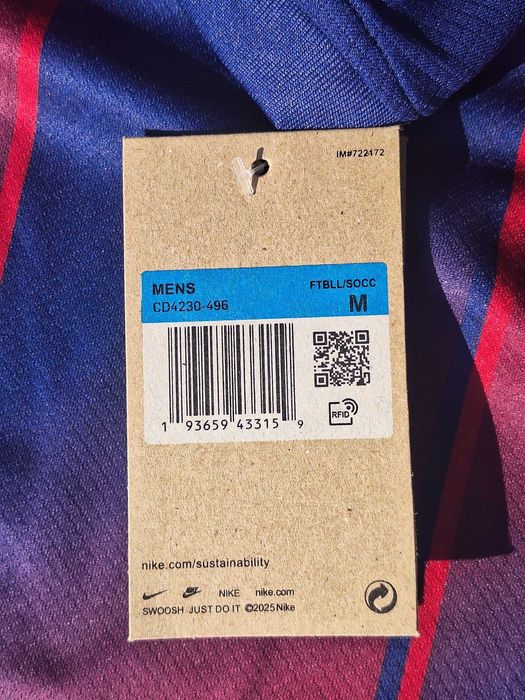 IM#722172
MENS FTBLL/SOCC
CD4230-496 M
1 93659 43315 9
RFID
nike.com/sustainability
NIKE nike.com
SWOOSH JUST DO IT ©2025 Nike